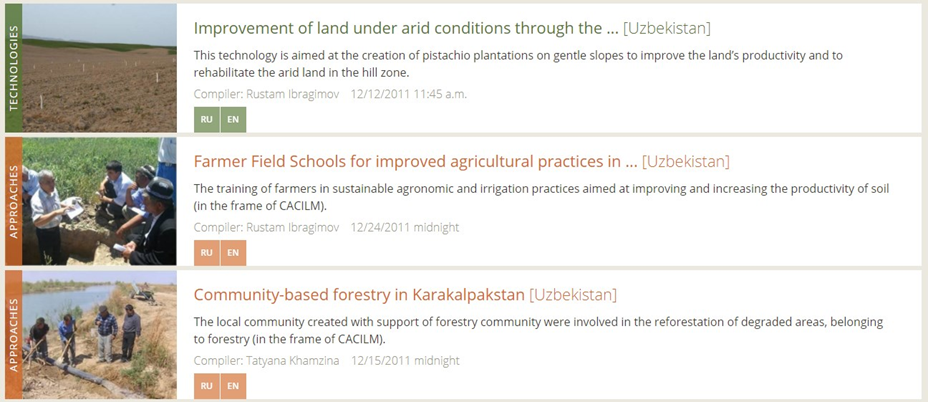 TECHNOLOGIES
Improvement of land under arid conditions through the ... [Uzbekistan]
This technology is aimed at the creation of pistachio plantations on gentle slopes to improve the land’s productivity and to
rehabilitate the arid land in the hill zone.
Compiler: Rustam Ibragimov 12/12/2011 11:45 a.m.
RU EN
APPROACHES
Farmer Field Schools for improved agricultural practices in ... [Uzbekistan]
The training of farmers in sustainable agronomic and irrigation practices aimed at improving and increasing the productivity of soil
(in the frame of CACILM).
Compiler: Rustam Ibragimov 12/24/2011 midnight
RU EN
APPROACHES
Community-based forestry in Karakalpakstan [Uzbekistan]
The local community created with support of forestry community were involved in the reforestation of degraded areas, belonging
to forestry (in the frame of CACILM).
Compiler: Tatyana Khamzina 12/15/2011 midnight
RU EN